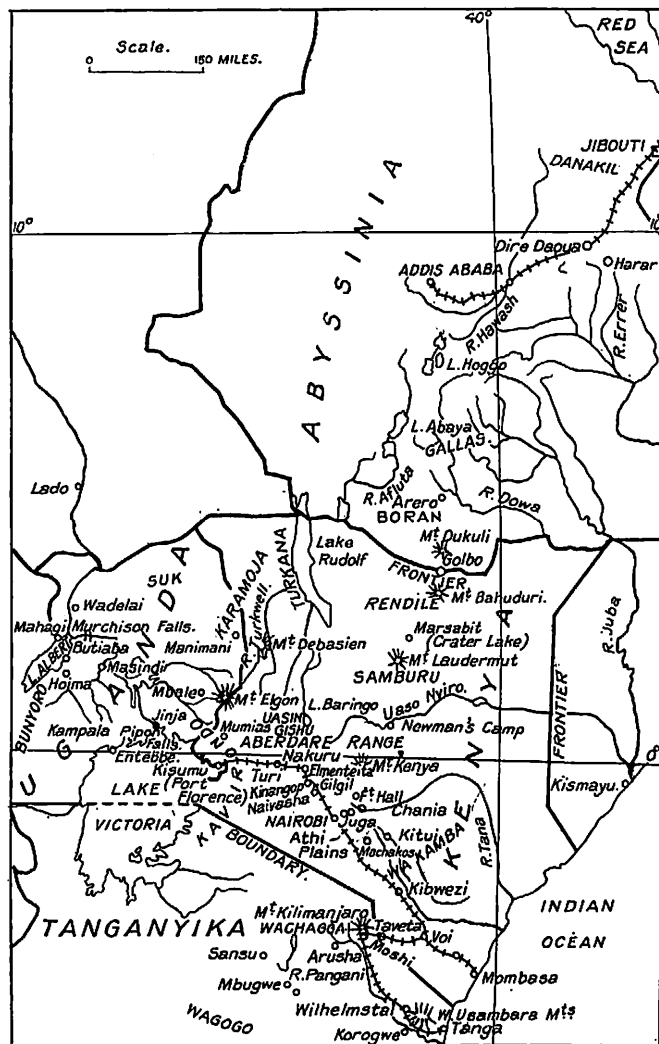 40°
RED
SEA
Scale.
0 150 MILES.
JIBOUTI
DANAKIL
ABYSSINIA
10°
10
Dire Daoua
Harar
ADDIS ABABA
R. Hawash
R. Errer
L. Hoggo
L. Abaya
GALLAS.
Lado
R. Afluta
Arero
R. Dowa
BORAN
Mt Dukuli
Golbo
Lake
Rudolf
TURKANA
FRONTIER
SUK
KARAMOJA
R. Turkwell.
RENDILE
Mt Bahuduri.
R. Juba
Wadelai
Mahagi
Murchison Falls.
Manimani
Mt Debasien
Marsabit
(Crater Lake)
Butiaba
L. ALBERT
Masindi
Mt Laudermut
SAMBURU
Hoima
Mbale
Mt Elgon
BUNYORO
UGANDA
L. Baringo
Uaso Nyiro.
FRONTIER
Jinja
UASIN
GISHU
Newman's Camp
Kampala
Pipon
Falls.
Mumias
ABERDARE RANGE
Entebbe.
Nakuru
Mt Kenya
0°
Kisumu
(Port
Florence)
Turi
Elmenteita
Gilgil
Kismayu.
LAKE
Kinangop
Naivasha
Ft Hall
Chania
VICTORIA
KAVIRONDO
NAIROBI
Juga
KENYA
BOUNDARY.
Athi
Plains
Kitui
Machakos
WAKAMBA
R. Tana
Kibwezi
Mt Kilimanjaro
INDIAN
OCEAN
TANGANYIKA
WACHAGGA
Taveta
Voi
Moshi
Sansu
Arusha
Mombasa
R. Pangani
Mbugwe
Wilhelmstal
W. Usambara Mts
WAGOGO
Korogwe
Tanga